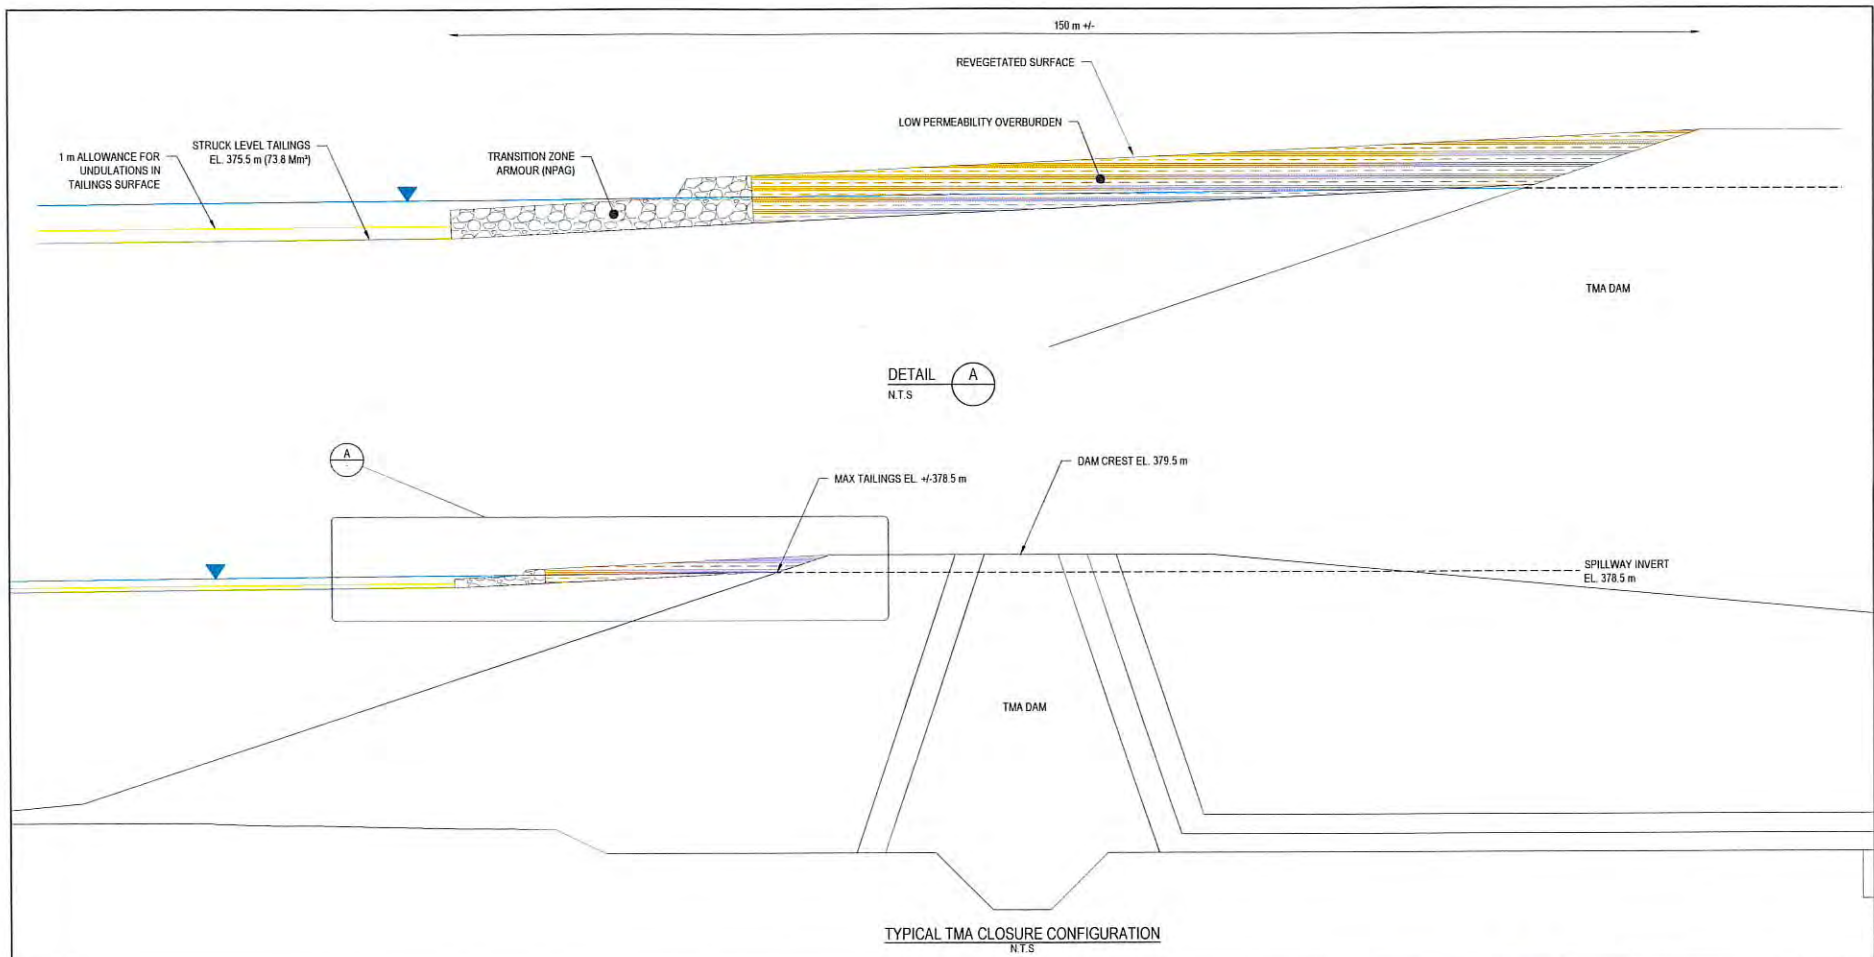 150 m +/-
REVEGETATED SURFACE
LOW PERMEABILITY OVERBURDEN
STRUCK LEVEL TAILINGS
EL. 375.5 m (73.8 Mm³)
1 m ALLOWANCE FOR
UNDULATIONS IN
TAILINGS SURFACE
TRANSITION ZONE
ARMOUR (NPAG)
TMA DAM
DETAIL
A
N.T.S
A
-
DAM CREST EL. 379.5 m
MAX TAILINGS EL. +/-378.5 m
SPILLWAY INVERT
EL. 378.5 m
TMA DAM
TYPICAL TMA CLOSURE CONFIGURATION
N.T.S